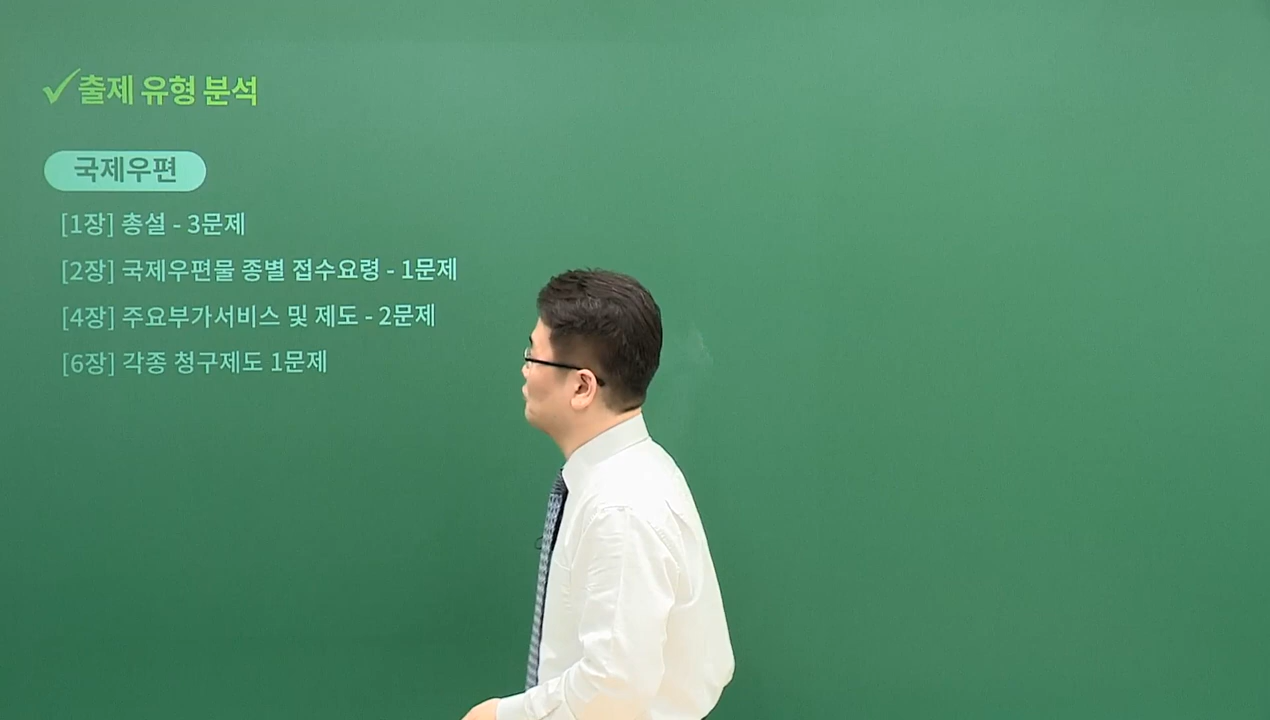 ✓출제 유형 분석
국제우편
[1장] 총설 - 3문제
[2장] 국제우편물 종별 접수요령 - 1문제
[4장] 주요부가서비스 및 제도 - 2문제
[6장] 각종 청구제도 1문제